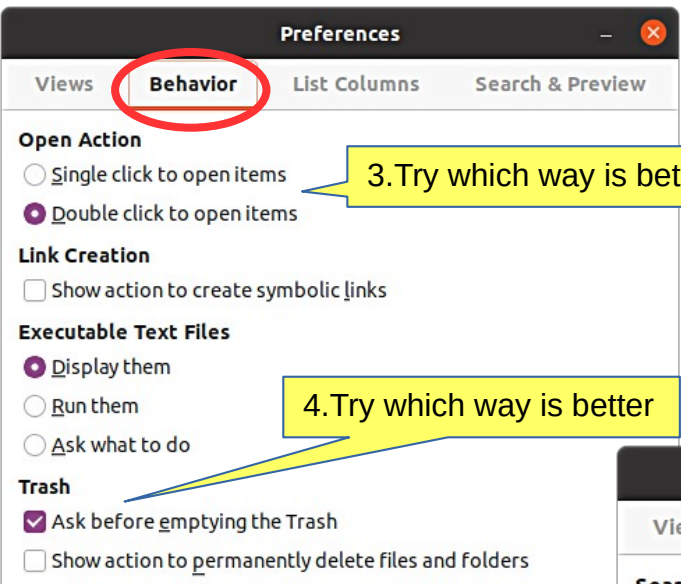 Preferences
Views Behavior List Columns Search & Preview
Open Action
Single click to open items
3.Try which way is bet
Double click to open items
Link Creation
Show action to create symbolic links
Executable Text Files
Display them
Run them
4.Try which way is better
Ask what to do
Trash
Ask before emptying the Trash
Vie
Show action to permanently delete files and folders
Sear